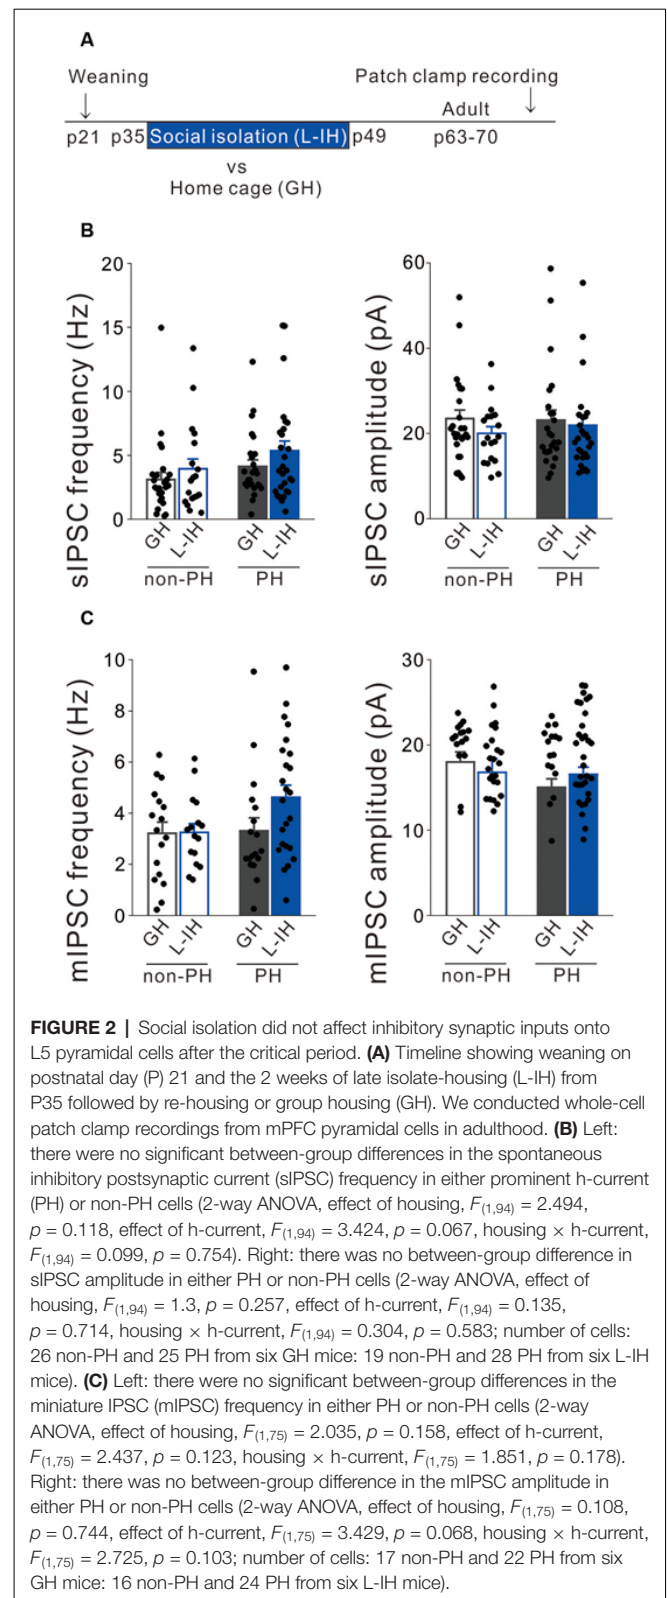 A
Weaning
Patch clamp recording
Adult
p21 p35 Social isolation (L-IH) p49 p63-70
vs
Home cage (GH)
B
sIPSC frequency (Hz)
20
15
10
5
0
GH L-IH GH L-IH
non-PH PH
sIPSC amplitude (pA)
60
40
20
0
GH L-IH GH L-IH
non-PH PH
C
mIPSC frequency (Hz)
10
8
6
4
2
0
GH L-IH GH L-IH
non-PH PH
mIPSC amplitude (pA)
30
20
10
0
GH L-IH GH L-IH
non-PH PH
FIGURE 2 | Social isolation did not affect inhibitory synaptic inputs onto
L5 pyramidal cells after the critical period. (A) Timeline showing weaning on
postnatal day (P) 21 and the 2 weeks of late isolate-housing (L-IH) from
P35 followed by re-housing or group housing (GH). We conducted whole-cell
patch clamp recordings from mPFC pyramidal cells in adulthood. (B) Left:
there were no significant between-group differences in the spontaneous
inhibitory postsynaptic current (sIPSC) frequency in either prominent h-current
(PH) or non-PH cells (2-way ANOVA, effect of housing, F(1,94) = 2.494,
p = 0.118, effect of h-current, F(1,94) = 3.424, p = 0.067, housing × h-current,
F(1,94) = 0.099, p = 0.754). Right: there was no between-group difference in
sIPSC amplitude in either PH or non-PH cells (2-way ANOVA, effect of
housing, F(1,94) = 1.3, p = 0.257, effect of h-current, F(1,94) = 0.135,
p = 0.714, housing × h-current, F(1,94) = 0.304, p = 0.583; number of cells:
26 non-PH and 25 PH from six GH mice: 19 non-PH and 28 PH from six L-IH
mice). (C) Left: there were no significant between-group differences in the
miniature IPSC (mIPSC) frequency in either PH or non-PH cells (2-way
ANOVA, effect of housing, F(1,75) = 2.035, p = 0.158, effect of h-current,
F(1,75) = 2.437, p = 0.123, housing × h-current, F(1,75) = 1.851, p = 0.178).
Right: there was no between-group difference in the mIPSC amplitude in
either PH or non-PH cells (2-way ANOVA, effect of housing, F(1,75) = 0.108,
p = 0.744, effect of h-current, F(1,75) = 3.429, p = 0.068, housing × h-current,
F(1,75) = 2.725, p = 0.103; number of cells: 17 non-PH and 22 PH from six
GH mice: 16 non-PH and 24 PH from six L-IH mice).